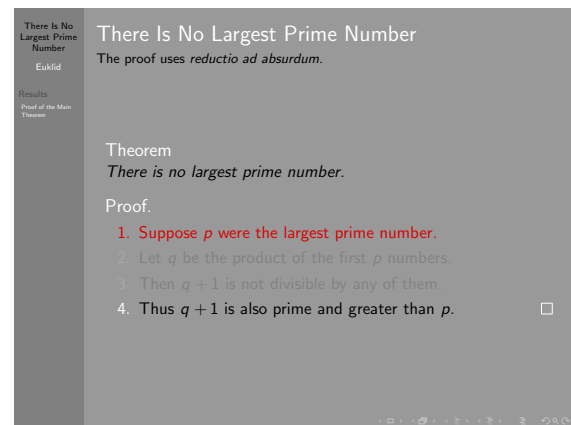 There Is No
Largest Prime
Number
Euklid
Results
Proof of the Main
Theorem
There Is No Largest Prime Number
The proof uses reductio ad absurdum.
Theorem
There is no largest prime number.
Proof.
1. Suppose p were the largest prime number.
2. Let q be the product of the first p numbers.
3. Then q + 1 is not divisible by any of them.
4. Thus q + 1 is also prime and greater than p.